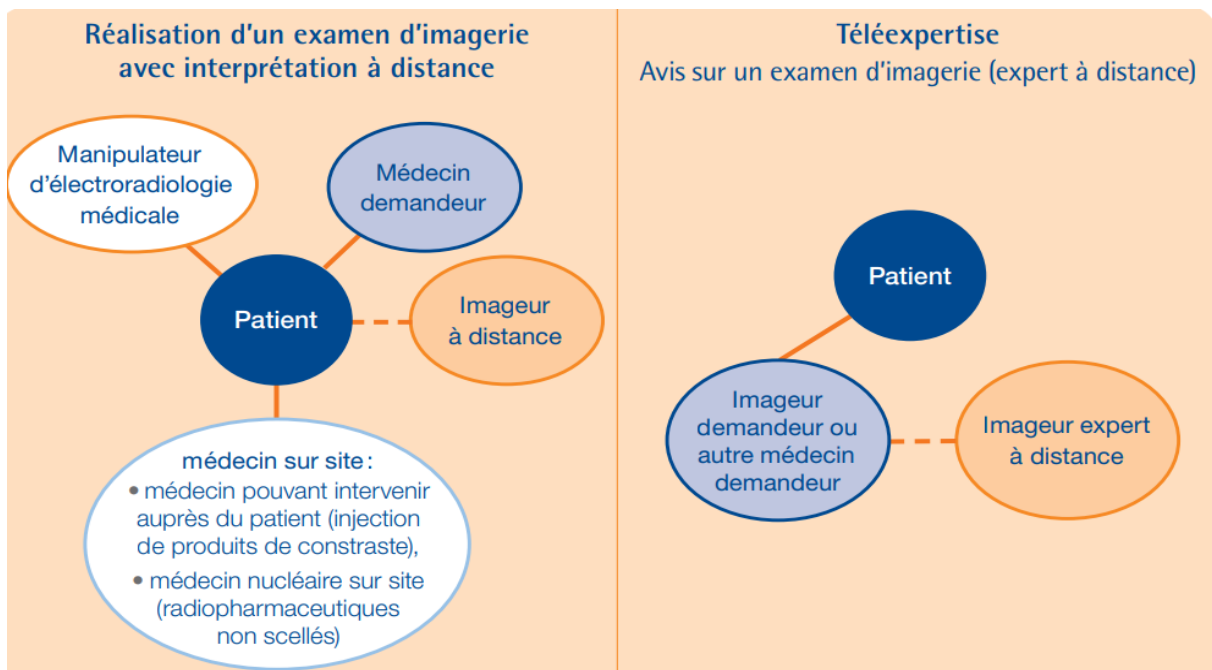 Réalisation d'un examen d'imagerie
avec interprétation à distance
Manipulateur
d'électroradiologie
médicale
Médecin
demandeur
Patient
Imageur
à distance
médecin sur site :
• médecin pouvant intervenir
auprès du patient (injection
de produits de constraste),
• médecin nucléaire sur site
(radiopharmaceutiques
non scellés)
Téléexpertise
Avis sur un examen d'imagerie (expert à distance)
Patient
Imageur
demandeur ou
autre médecin
demandeur
Imageur expert
à distance